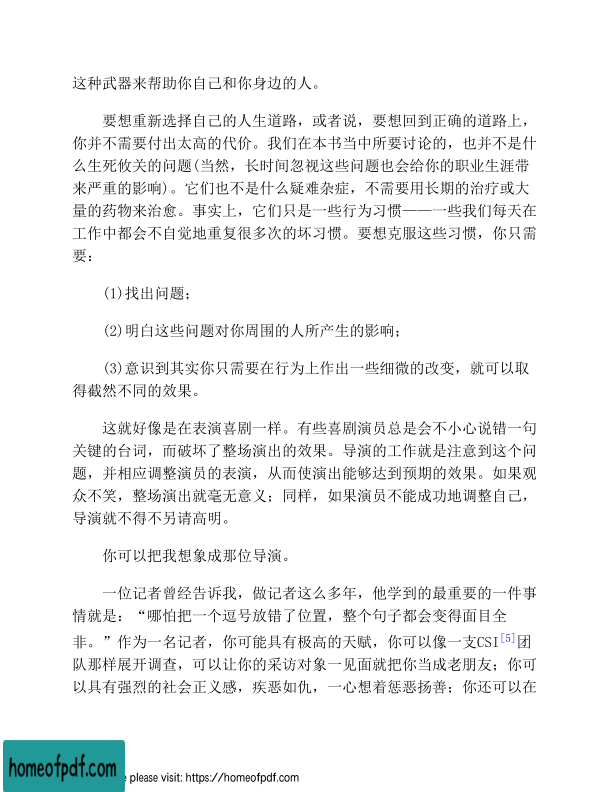 这种武器来帮助你自己和你身边的人。
要想重新选择自己的人生道路，或者说，要想回到正确的道路上，
你并不需要付出太高的代价。我们在本书当中所要讨论的，也并不是什
么生死攸关的问题(当然，长时间忽视这些问题也会给你的职业生涯带
来严重的影响)。它们也不是什么疑难杂症，不需要用长期的治疗或大
量的药物来治愈。事实上，它们只是一些行为习惯——一些我们每天在
工作中都会不自觉地重复很多次的坏习惯。要想克服这些习惯，你只需
要：
(1)找出问题；
(2)明白这些问题对你周围的人所产生的影响；
(3)意识到其实你只需要在行为上作出一些细微的改变，就可以取
得截然不同的效果。
这就好像是在表演喜剧一样。有些喜剧演员总是会不小心说错一句
关键的台词，而破坏了整场演出的效果。导演的工作就是注意到这个问
题，并相应调整演员的表演，从而使演出能够达到预期的效果。如果观
众不笑，整场演出就毫无意义；同样，如果演员不能成功地调整自己，
导演就不得不另请高明。
你可以把我想象成那位导演。
一位记者曾经告诉我，做记者这么多年，他学到的最重要的一件事
情就是：“哪怕把一个逗号放错了位置，整个句子都会变得面目全
非。”作为一名记者，你可能具有极高的天赋，你可以像一支CSI[5]团
队那样展开调查，可以让你的采访对象一见面就把你当成老朋友；你可
以具有强烈的社会正义感，疾恶如仇，一心想着惩恶扬善；你还可以在
homeofpdf.com
e please visit: https://homeofpdf.com